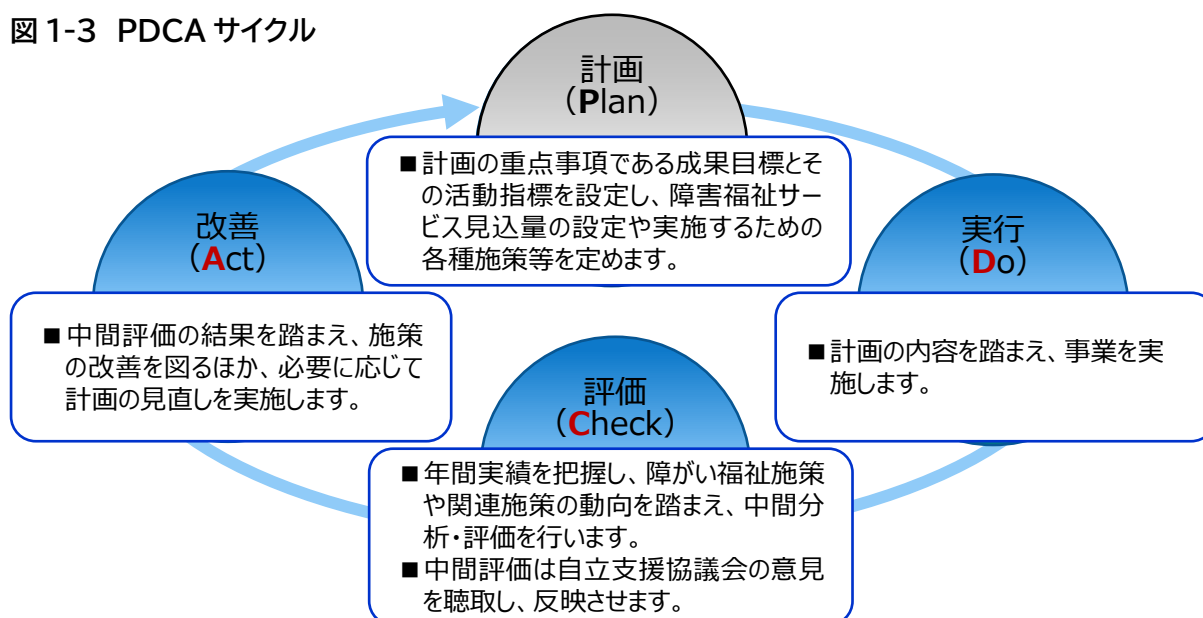 図1-3 PDCAサイクル
計画
(Plan)
■計画の重点事項である成果目標とそ
の活動指標を設定し、障害福祉サー
ビス見込量の設定や実施するための
各種施策等を定めます。
実行
(Do)
■計画の内容を踏まえ、事業を実
施します。
評価
(Check)
■年間実績を把握し、障がい福祉施策
や関連施策の動向を踏まえ、中間分
析・評価を行います。
■中間評価は自立支援協議会の意見
を聴取し、反映させます。
改善
(Act)
■中間評価の結果を踏まえ、施策
の改善を図るほか、必要に応じて
計画の見直しを実施します。